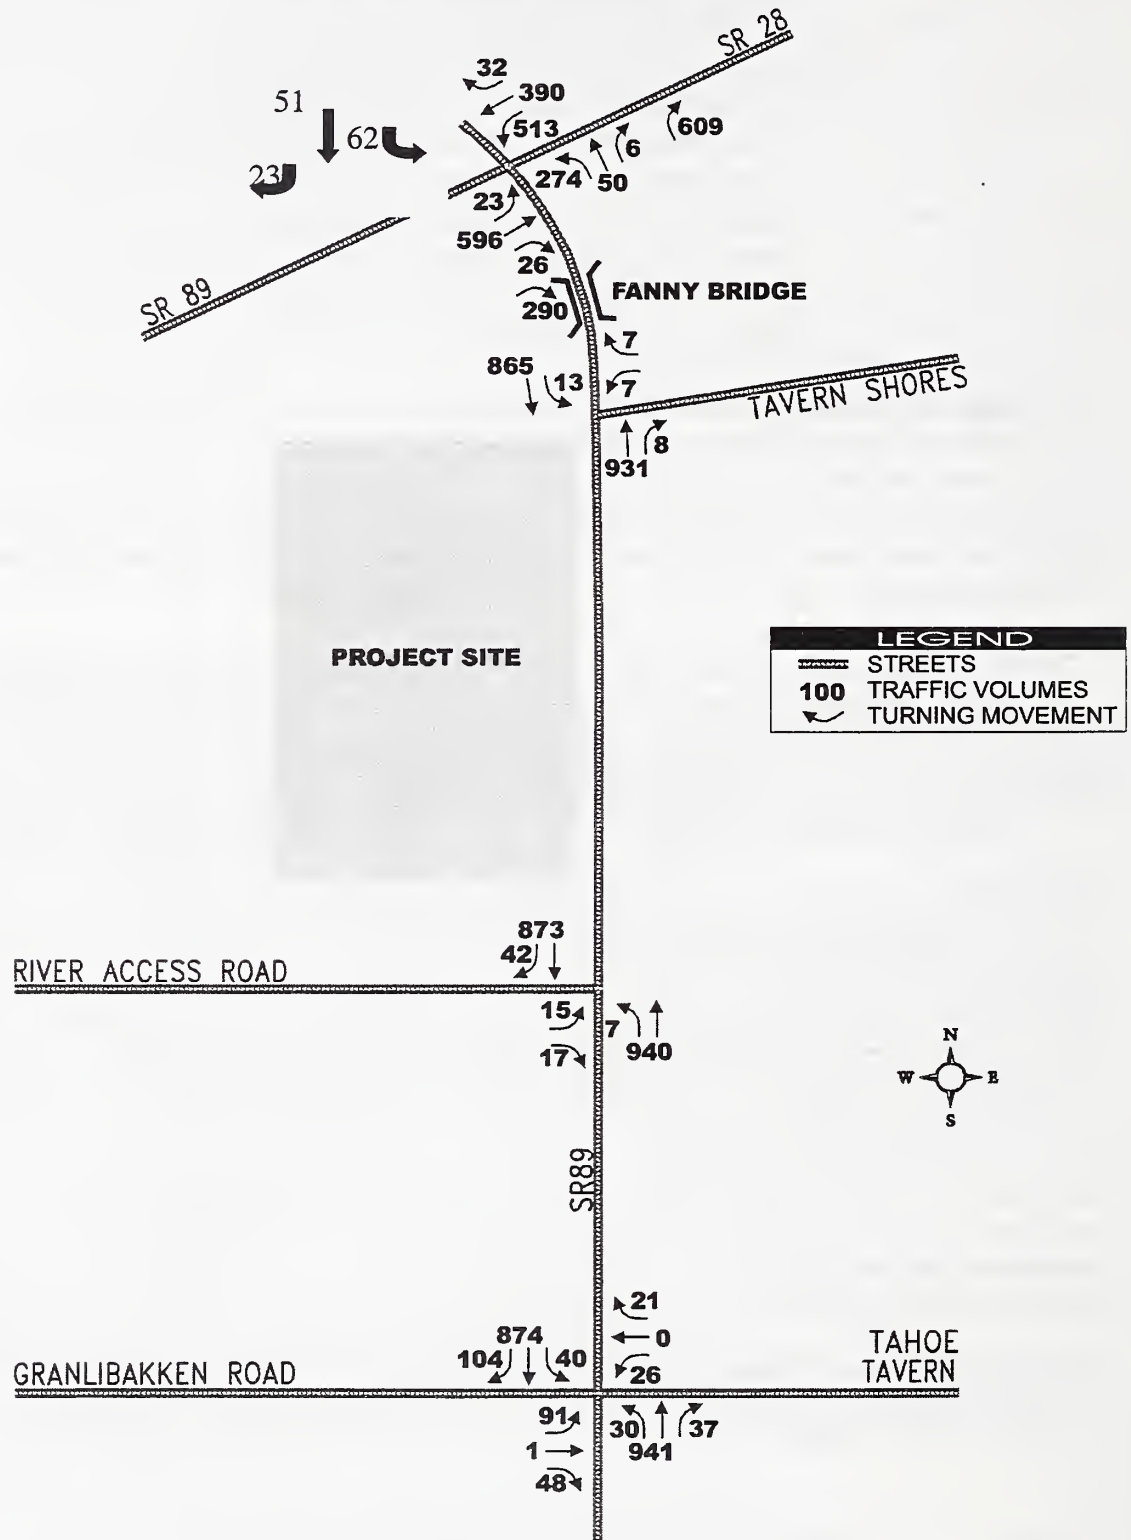 SR 28
32
390
51
513
609
62
6
23
274
50
23
596
26
SR 89
FANNY BRIDGE
290
7
865
13
7
TAVERN SHORES
8
931
PROJECT SITE
LEGEND
STREETS
100 TRAFFIC VOLUMES
TURNING MOVEMENT
873
42
RIVER ACCESS ROAD
15
7
940
17
N
W E
S
SR89
21
874
0
TAHOE
TAVERN
104
40
26
GRANLIBAKKEN ROAD
91
30
37
1
941
48